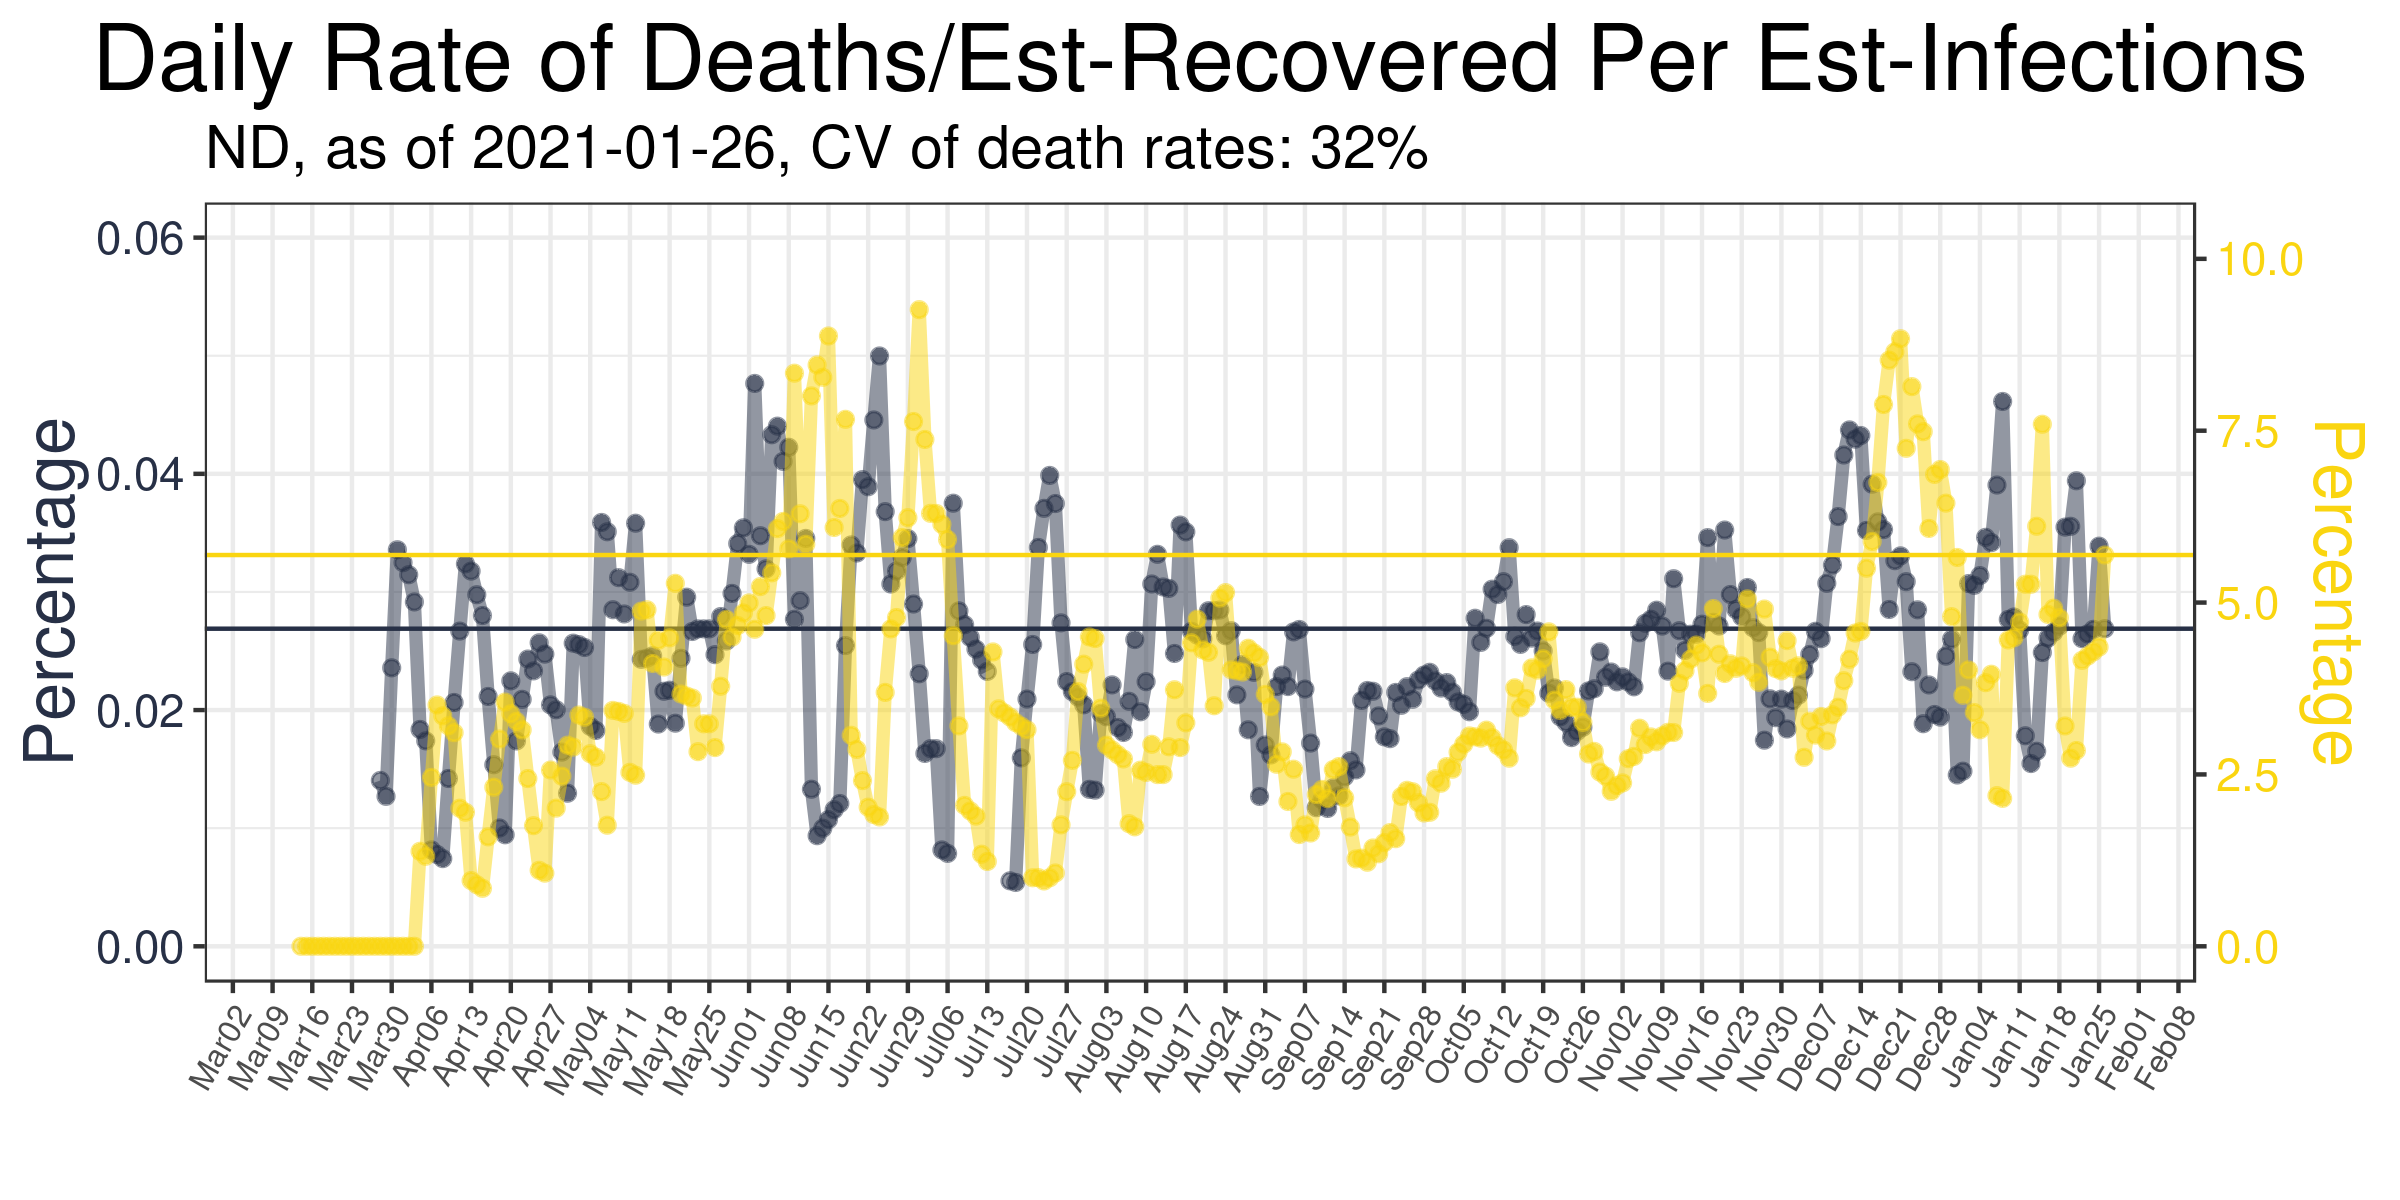 Daily Rate of Deaths/Est-Recovered Per Est-Infections
ND, as of 2021-01-26, CV of death rates: 32%
Percentage
0.06
0.04
0.02
0.00
10.0
7.5
5.0
2.5
0.0
Percentage
Mar02
Mar09
Mar16
Mar23
Mar30
Apr06
Apr13
Apr20
Apr27
May04
May11
May18
May25
Jun01
Jun08
Jun15
Jun22
Jun29
Jul06
Jul13
Jul20
Jul27
Aug03
Aug10
Aug17
Aug24
Aug31
Sep07
Sep14
Sep21
Sep28
Oct05
Oct12
Oct19
Oct26
Nov02
Nov09
Nov16
Nov23
Nov30
Dec07
Dec14
Dec21
Dec28
Jan04
Jan11
Jan18
Jan25
Feb01
Feb08